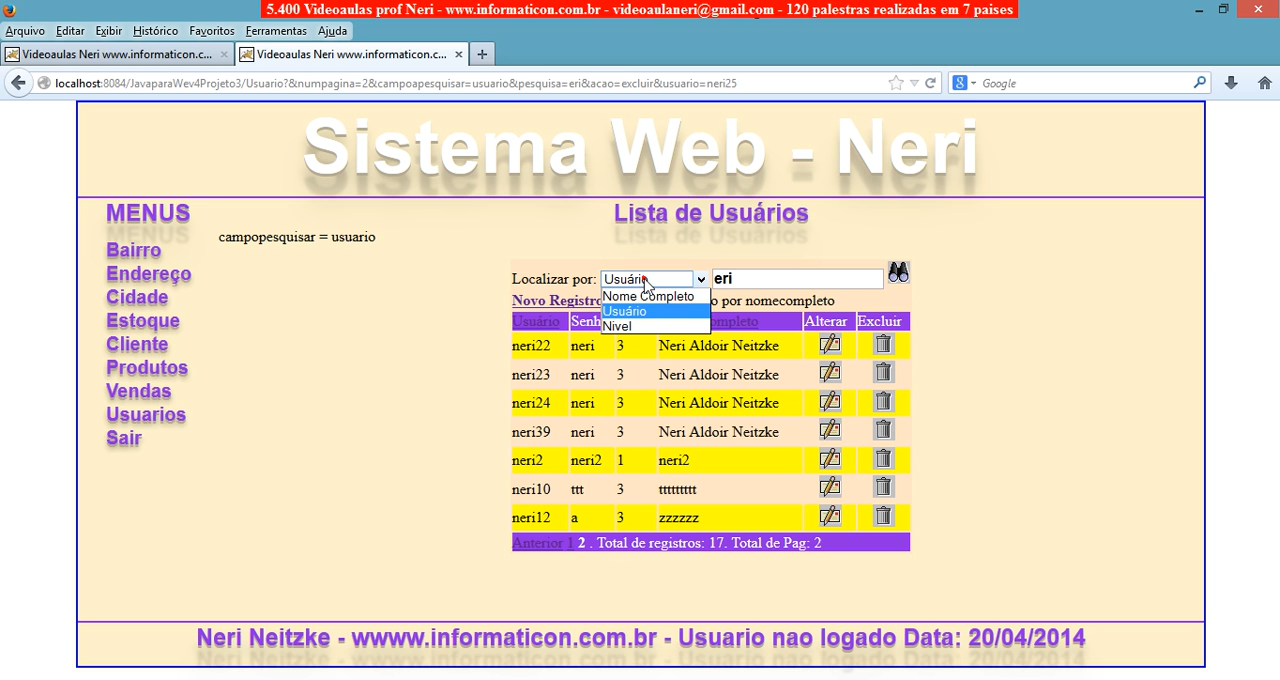 5.400 Videoaulas prof Neri - www.informaticon.com.br - videoaulaneri@gmail.com - 120 palestras realizadas em 7 paises
Arquivo Editar Exibir Histórico Favoritos Ferramentas Ajuda
Videoaulas Neri www.informaticon.c... × Videoaulas Neri www.informaticon.c... × +
localhost:8084/JavaparaWev4Projeto3/Usuario?&numpagina=2&campoapesquisar=usuario&pesquisa=eri&acao=excluir&usuario=neri25 8 Google
Sistema Web - Neri
MENUS
Bairro
Endereço
Cidade
Estoque
Cliente
Produtos
Vendas
Usuarios
Sair
campopesquisar = usuario
Lista de Usuários
Localizar por: Usuário eri
Nome Completo
Usuário
Nivel
Novo Registro o por nomecompleto
Usuário Senh ompleto Alterar Excluir
neri22 neri 3 Neri Aldoir Neitzke
neri23 neri 3 Neri Aldoir Neitzke
neri24 neri 3 Neri Aldoir Neitzke
neri39 neri 3 Neri Aldoir Neitzke
neri2 neri2 1 neri2
neri10 ttt 3 ttttttttt
neri12 a 3 zzzzzz
Anterior 1 2 . Total de registros: 17. Total de Pag: 2
Neri Neitzke - wwww.informaticon.com.br - Usuario nao logado Data: 20/04/2014